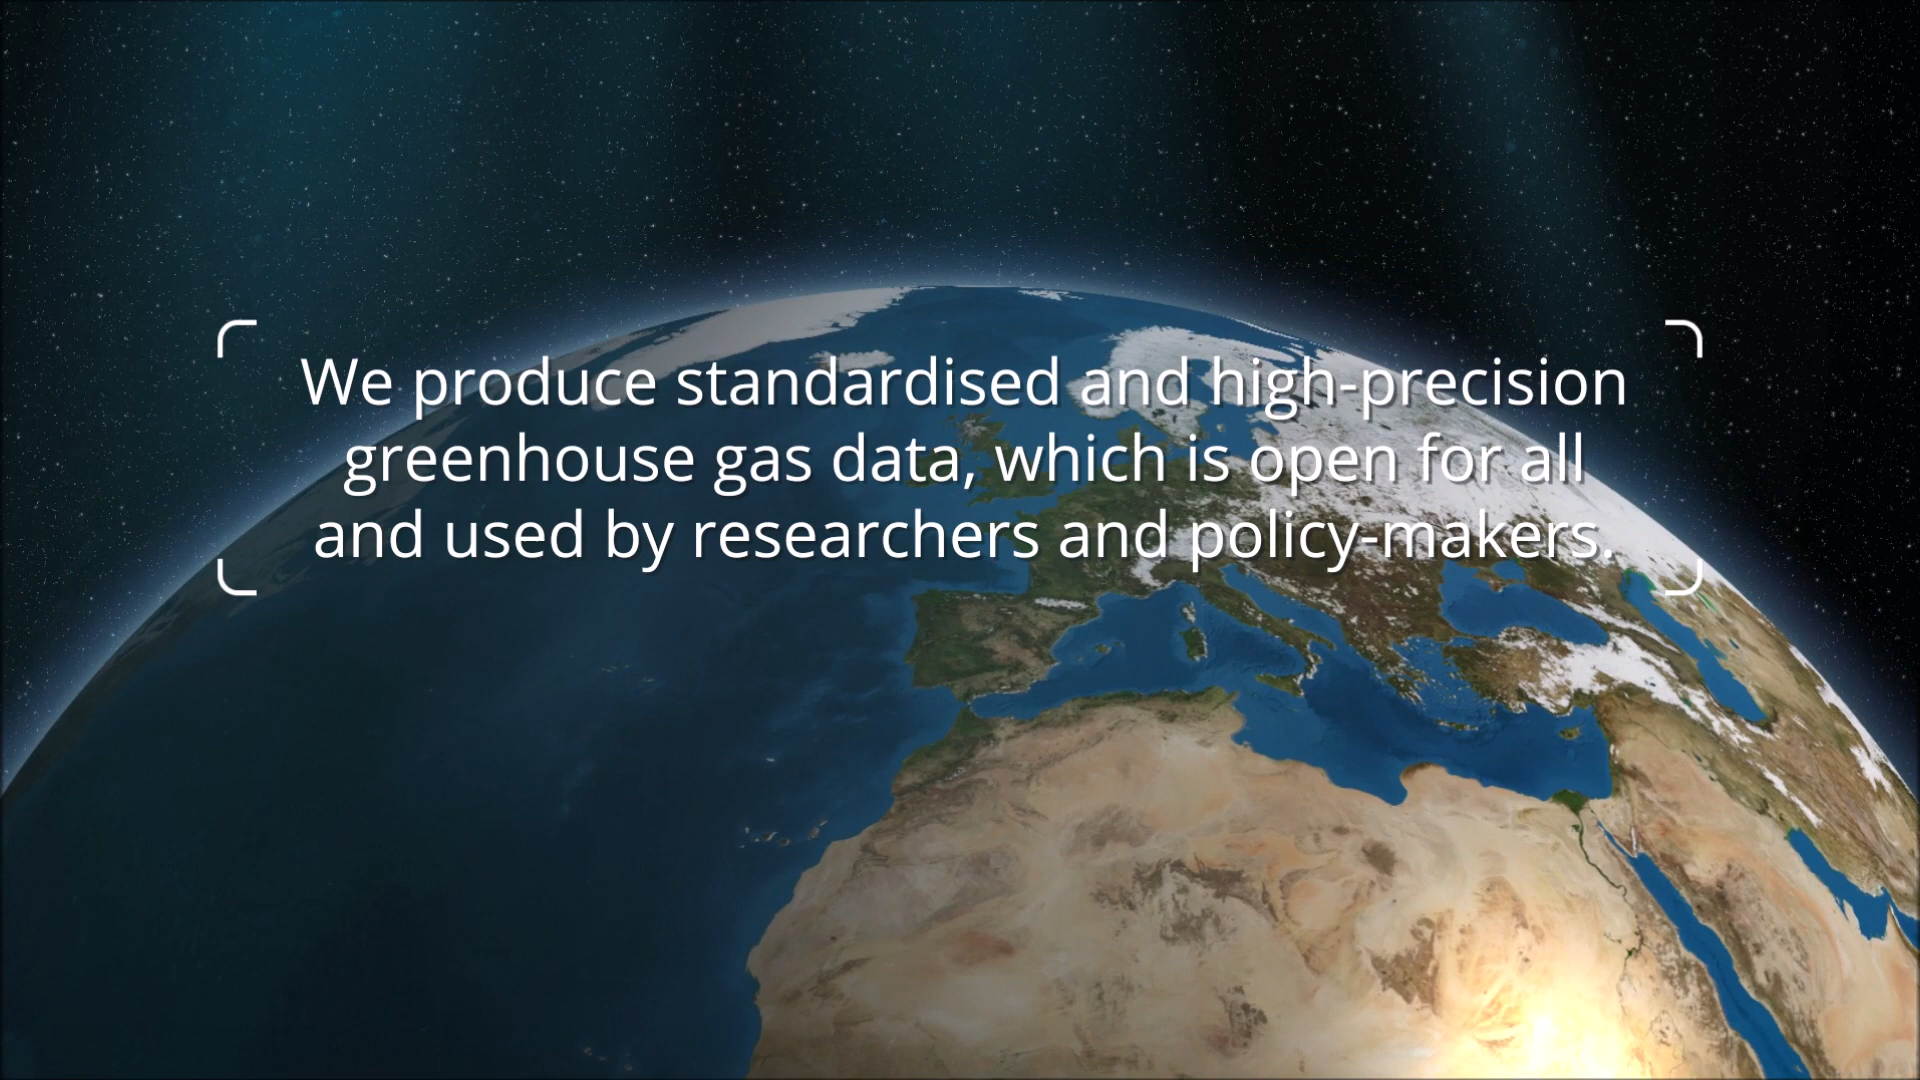 We produce standardised and high-precision
greenhouse gas data, which is open for all
and used by researchers and policy-makers.